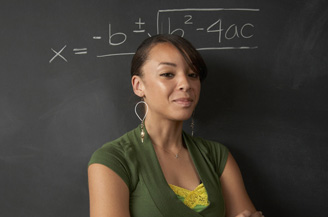 x = -b ± √b² - 4ac